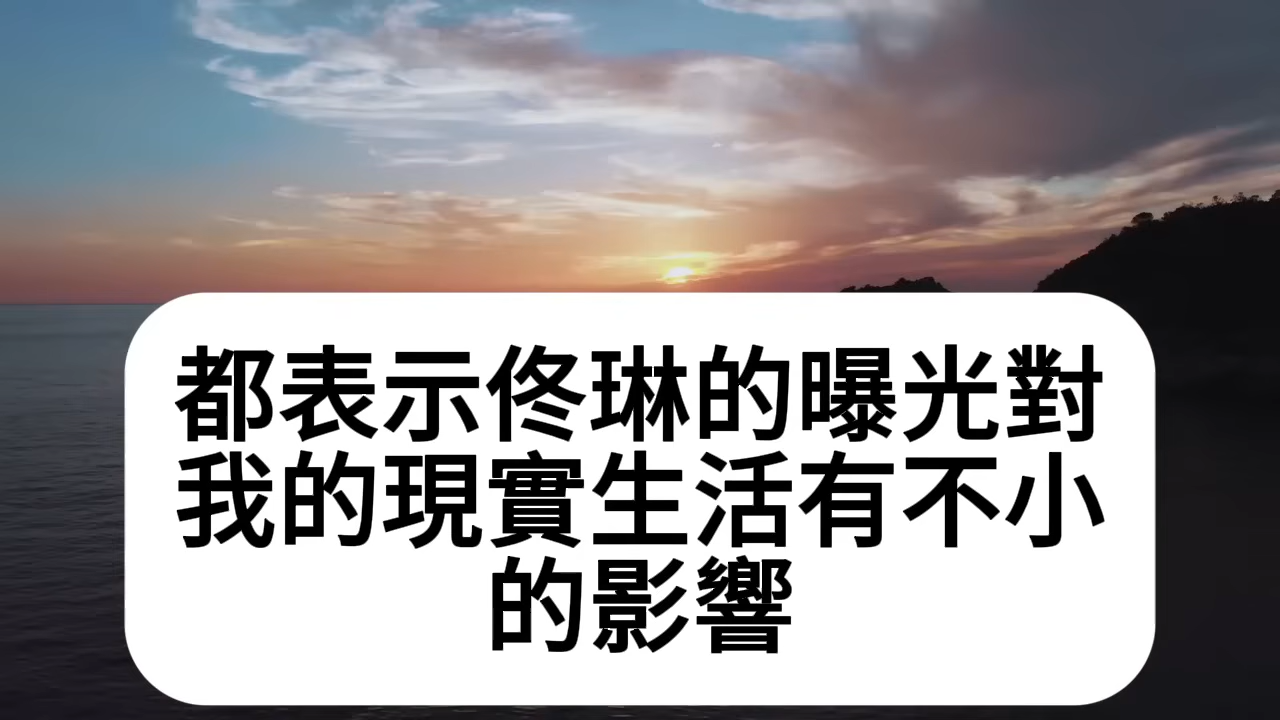 都表示佟琳的曝光對
我的現實生活有不小
的影響